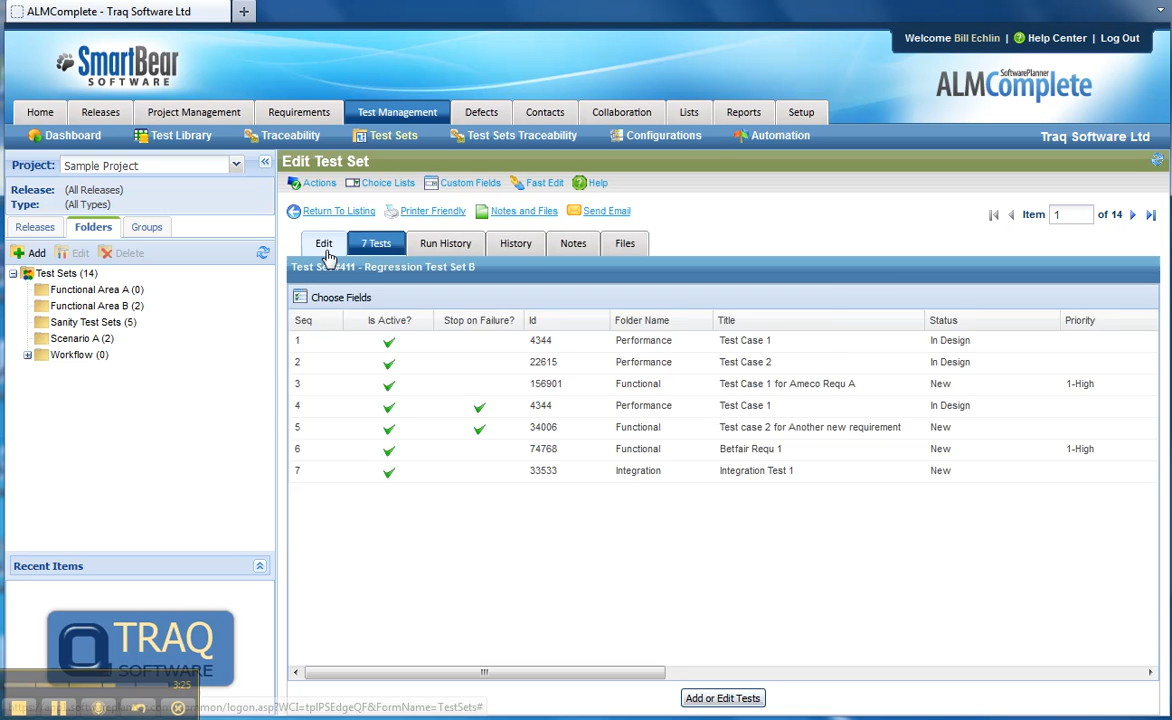 ALMComplete - Traq Software Ltd
+
Welcome Bill Echlin | Help Center | Log Out
SmartBear
SOFTWARE
SOFTWAREPLANNER
ALMComplete
Home Releases Project Management Requirements Test Management Defects Contacts Collaboration Lists Reports Setup
Dashboard Test Library Traceability Test Sets Test Sets Traceability Configurations Automation Traq Software Ltd
Project: Sample Project
Release: (All Releases)
Type: (All Types)
Releases Folders Groups
Add Edit Delete
Test Sets (14)
Functional Area A (0)
Functional Area B (2)
Sanity Test Sets (5)
Scenario A (2)
Workflow (0)
Recent Items
TRAQ
SOFTWARE
3:25
Edit Test Set
Actions Choice Lists Custom Fields Fast Edit Help
Return To Listing Printer Friendly Notes and Files Send Email Item 1 of 14
Edit 7 Tests Run History History Notes Files
#411 - Regression Test Set B
Choose Fields
Seq Is Active? Stop on Failure? Id Folder Name Title Status Priority
1 4344 Performance Test Case 1 In Design
2 22615 Performance Test Case 2 In Design
3 156901 Functional Test Case 1 for Ameco Requ A New 1-High
4 4344 Performance Test Case 1 In Design
5 34006 Functional Test case 2 for Another new requirement New
6 74768 Functional Betfair Requ 1 New 1-High
7 33533 Integration Integration Test 1 New
Add or Edit Tests